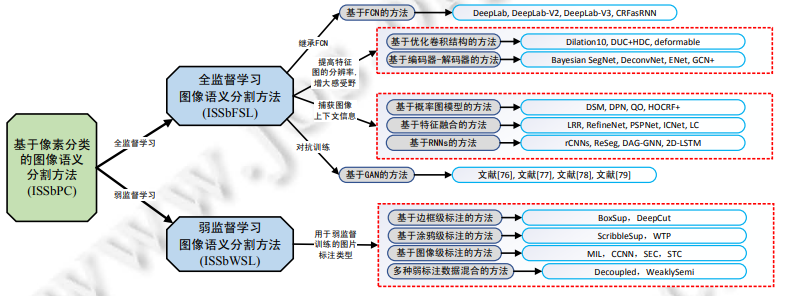 基于像素分类
的图像语义
分割方法
(ISSbPC)
全监督学习
弱监督学习
全监督学习
图像语义分割方法
(ISSbFSL)
继承FCN
提高特征
图的分辨率,
增大感受野
捕获图像
上下文信息
对抗训练
基于FCN的方法
DeepLab, DeepLab-V2, DeepLab-V3, CRFasRNN
基于优化卷积结构的方法
Dilation10, DUC+HDC, deformable
基于编码器-解码器的方法
Bayesian SegNet, DeconvNet, ENet, GCN+
基于概率图模型的方法
DSM, DPN, QO, HOCRF+
基于特征融合的方法
LRR, RefineNet, PSPNet, ICNet, LC
基于RNNs的方法
rCNNs, ReSeg, DAG-GNN, 2D-LSTM
基于GAN的方法
文献[76], 文献[77], 文献[78], 文献[79]
弱监督学习
图像语义分割方法
(ISSbWSL)
用于弱监督
训练的图片
标注类型
基于边框级标注的方法
BoxSup，DeepCut
基于涂鸦级标注的方法
ScribbleSup，WTP
基于图像级标注的方法
MIL，CCNN，SEC，STC
多种弱标注数据混合的方法
Decoupled，WeaklySemi